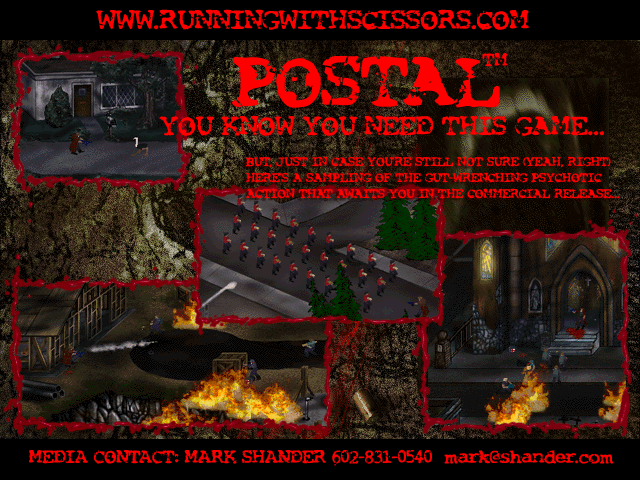 WWW.RUNNINGWITHSCISSORS.COM
POSTAL™
YOU KNOW YOU NEED THIS GAME...
BUT JUST IN CASE YOU'RE STILL NOT SURE (YEAH, RIGHT)
HERE'S A SAMPLING OF THE GUT-WRENCHING PSYCHOTIC
ACTION THAT AWAITS YOU IN THE COMMERCIAL RELEASE...
MEDIA CONTACT: MARK SHANDER 602-831-0540 mark@shander.com